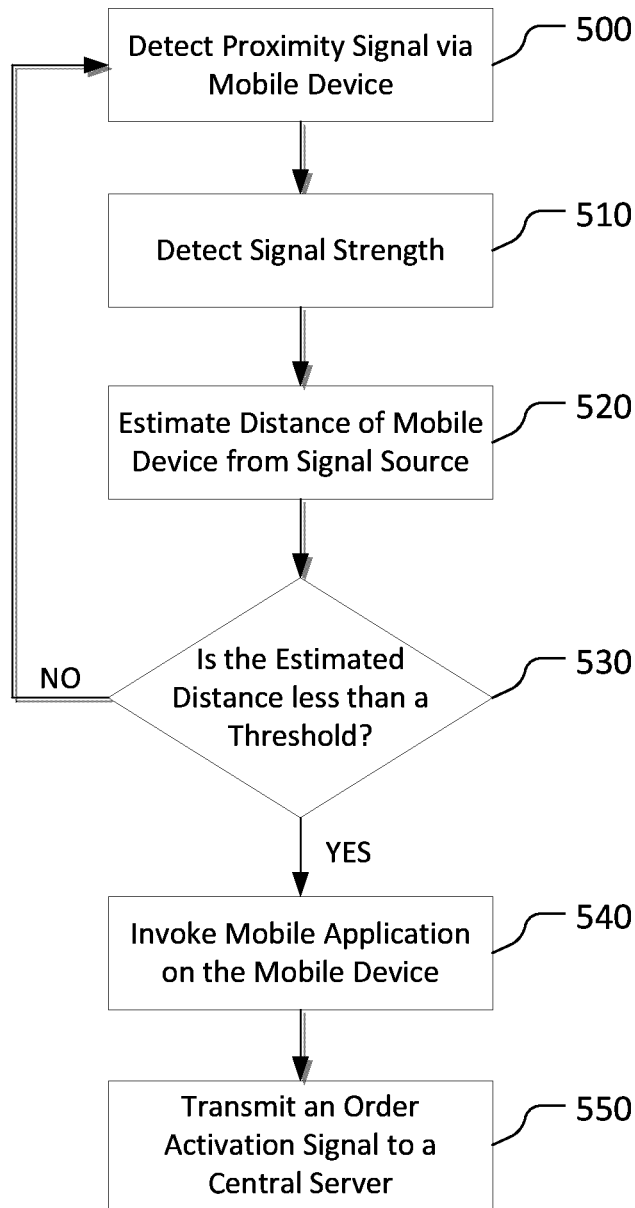 Detect Proximity Signal via
Mobile Device
500
Detect Signal Strength
510
Estimate Distance of Mobile
Device from Signal Source
520
Is the Estimated
Distance less than a
Threshold?
530
NO
YES
Invoke Mobile Application
on the Mobile Device
540
Transmit an Order
Activation Signal to a
Central Server
550